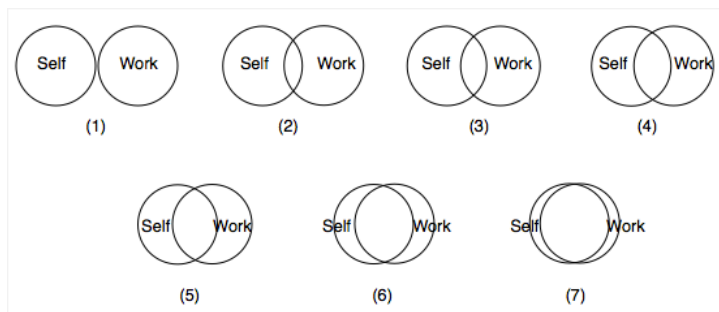 Self Work Self Work Self Work Self Work
(1) (2) (3) (4)
Self Work Self Work Self Work
(5) (6) (7)